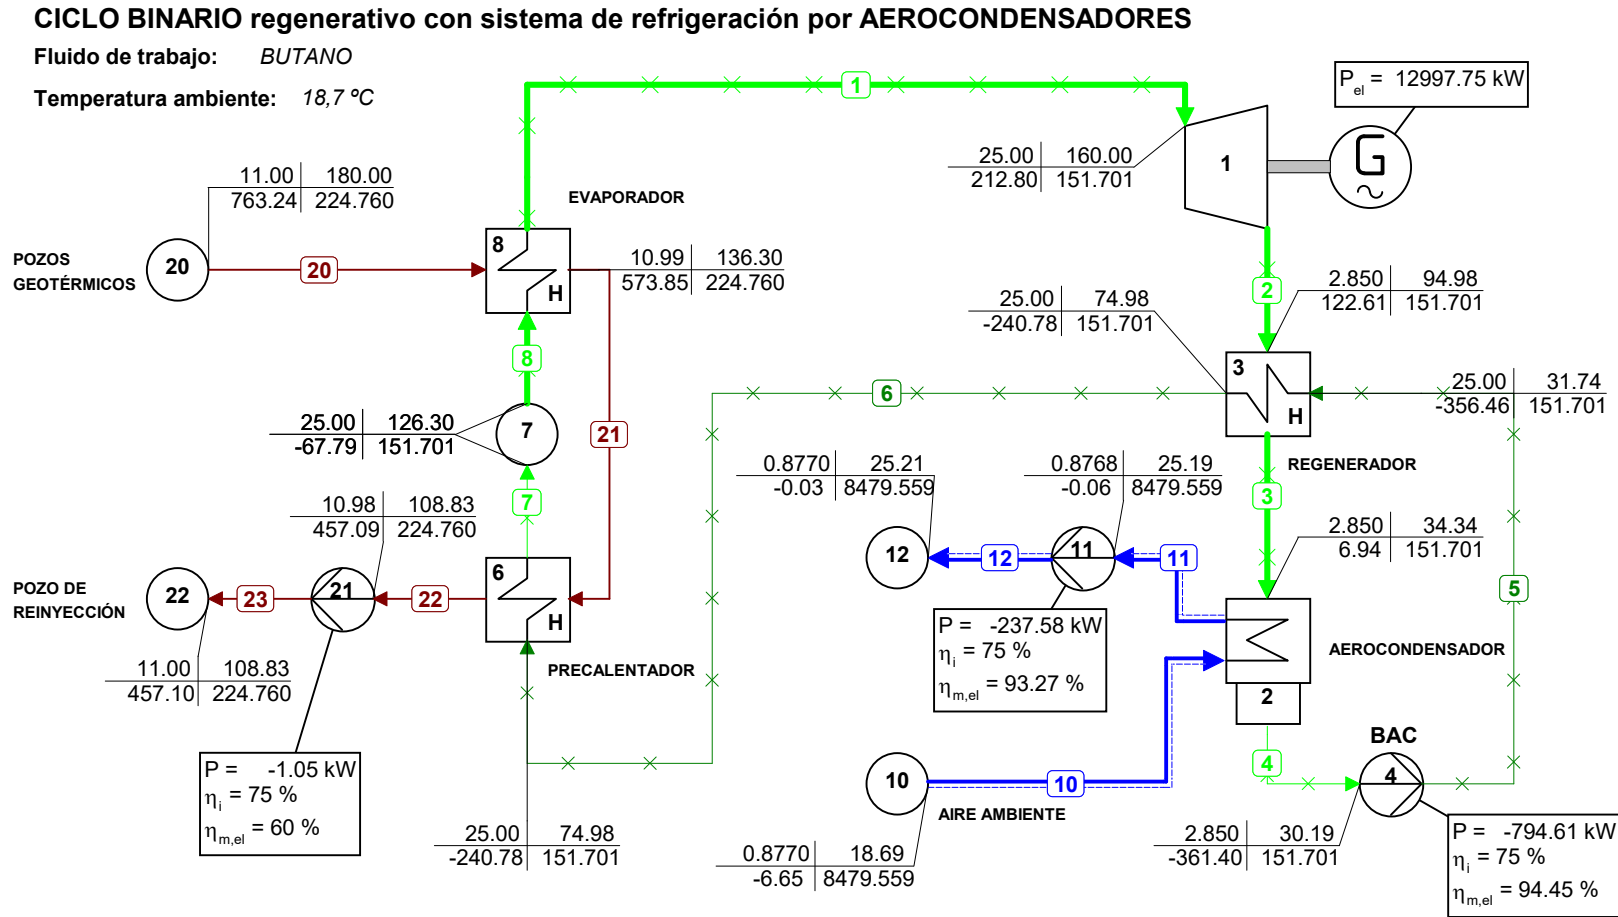 CICLO BINARIO regenerativo con sistema de refrigeración por AEROCONDENSADORES
Fluido de trabajo: BUTANO
Temperatura ambiente: 18,7 ºC
1
P el = 12997.75 kW
G
1
25.00 160.00
212.80 151.701
11.00 180.00
763.24 224.760
EVAPORADOR
POZOS
GEOTÉRMICOS
20
20
8
H
10.99 136.30
573.85 224.760
2
2.850 94.98
122.61 151.701
25.00 74.98
-240.78 151.701
8
3
H
6
25.00 31.74
-356.46 151.701
25.00 126.30
-67.79 151.701
7
21
REGENERADOR
0.8770 25.21
-0.03 8479.559
0.8768 25.19
-0.06 8479.559
3
7
10.98 108.83
457.09 224.760
2.850 34.34
6.94 151.701
12
12
11
11
6
H
5
POZO DE
REINYECCIÓN
22
23
21
22
P = -237.58 kW
ηi = 75 %
ηm,el = 93.27 %
AEROCONDENSADOR
PRECALENTADOR
11.00 108.83
457.10 224.760
2
BAC
P = -1.05 kW
ηi = 75 %
ηm,el = 60 %
4
4
10
10
AIRE AMBIENTE
25.00 74.98
-240.78 151.701
0.8770 18.69
-6.65 8479.559
2.850 30.19
-361.40 151.701
P = -794.61 kW
ηi = 75 %
ηm,el = 94.45 %